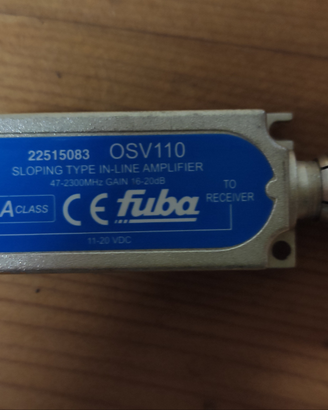 22515083 OSV110
SLOPING TYPE IN-LINE AMPLIFIER
47-2300MHz GAIN 16-20dB
TO
RECEIVER
A CLASS
CE fuba
11-20 VDC